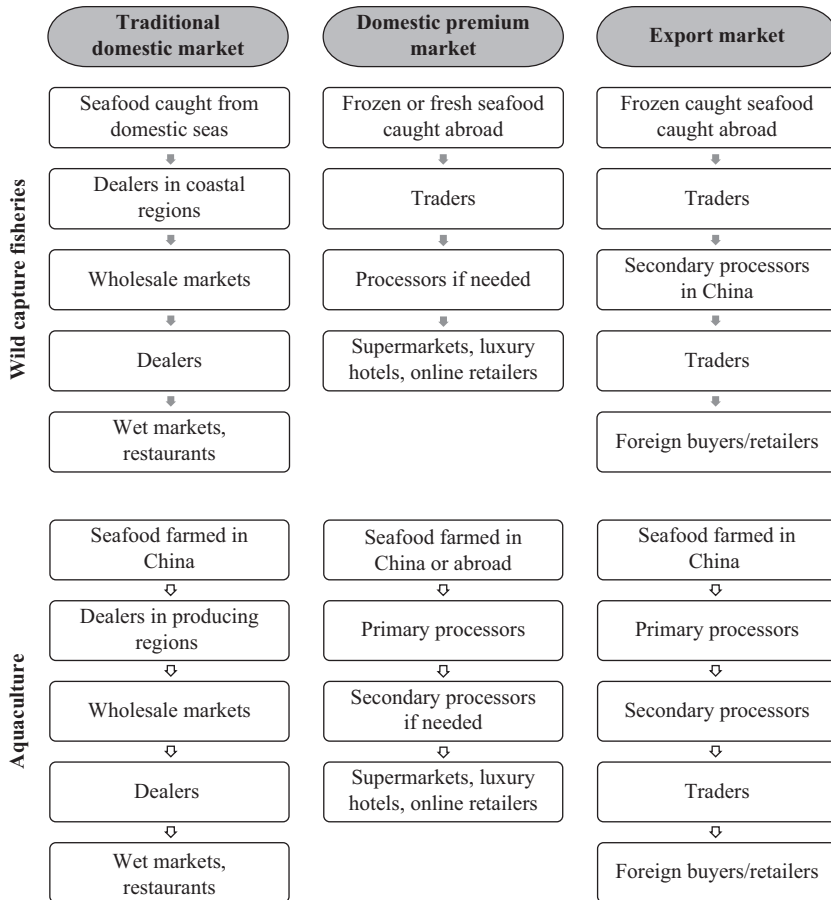 Traditional
domestic market
Domestic premium
market
Export market
Wild capture fisheries
Seafood caught from
domestic seas
Dealers in coastal
regions
Wholesale markets
Dealers
Wet markets,
restaurants
Frozen or fresh seafood
caught abroad
Traders
Processors if needed
Supermarkets, luxury
hotels, online retailers
Frozen caught seafood
caught abroad
Traders
Secondary processors
in China
Traders
Foreign buyers/retailers
Aquaculture
Seafood farmed in
China
Dealers in producing
regions
Wholesale markets
Dealers
Wet markets,
restaurants
Seafood farmed in
China or abroad
Primary processors
Secondary processors
if needed
Supermarkets, luxury
hotels, online retailers
Seafood farmed in
China
Primary processors
Secondary processors
Traders
Foreign buyers/retailers